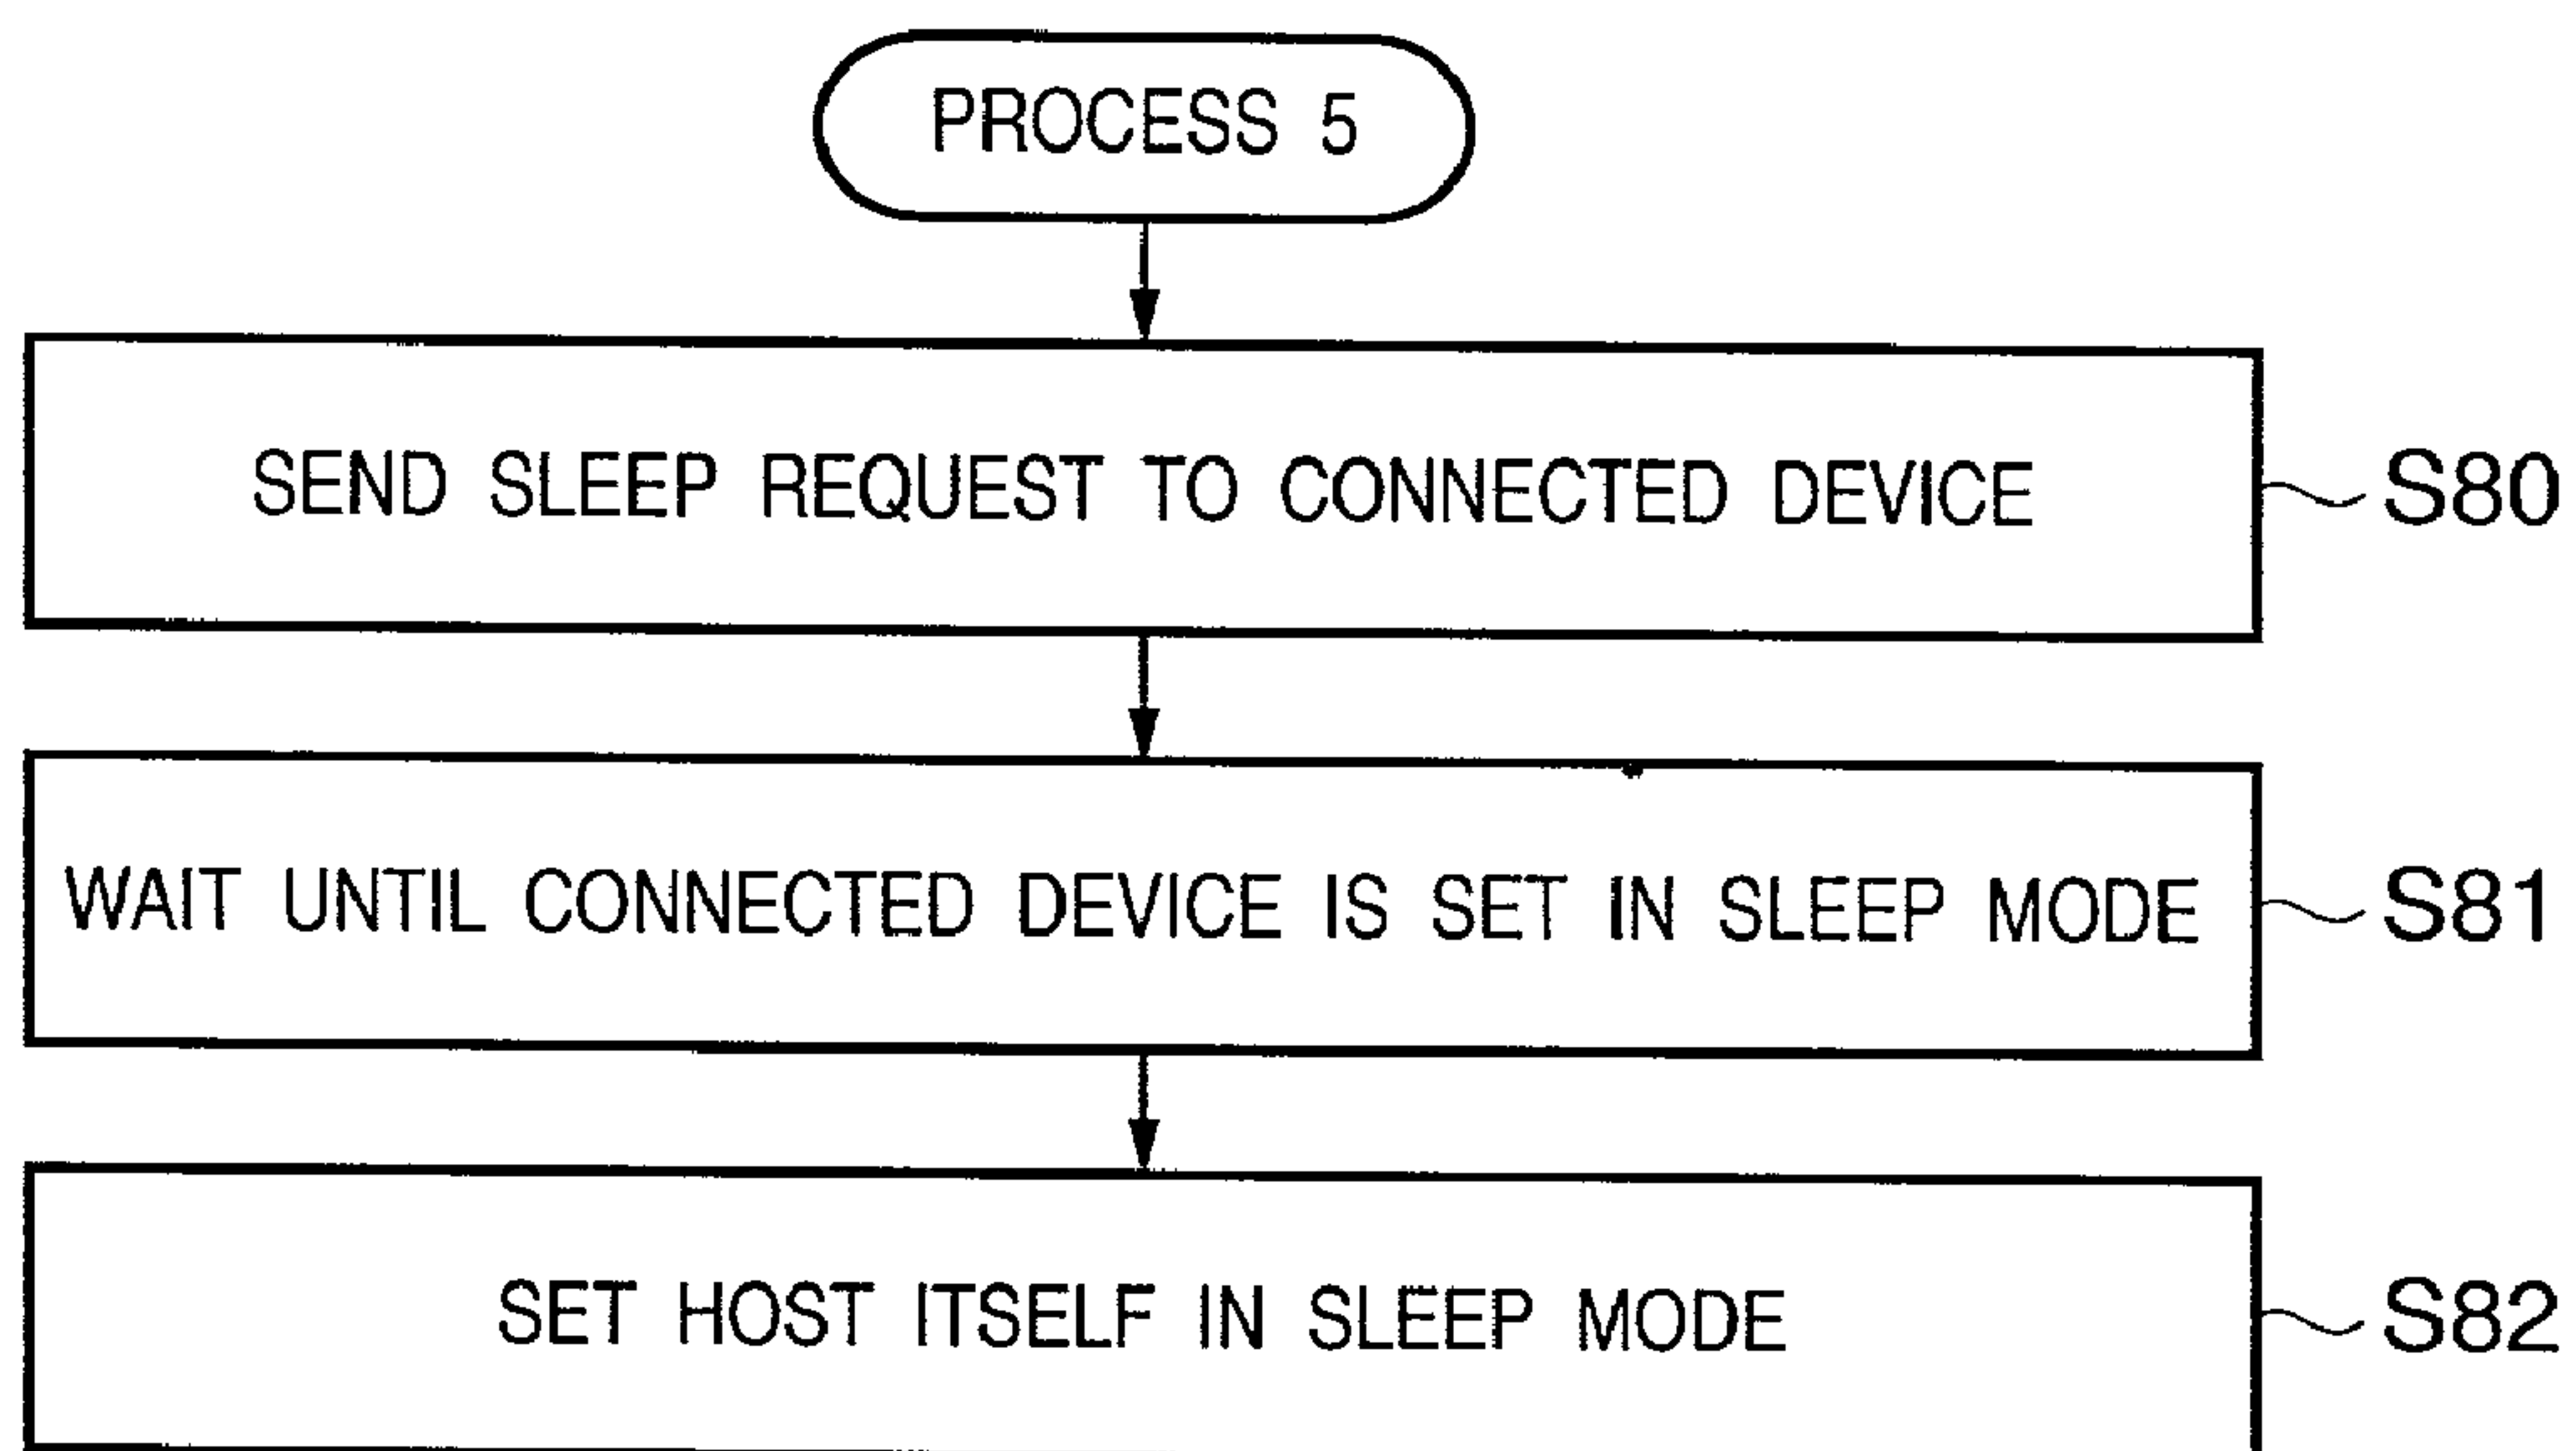 PROCESS 5
SEND SLEEP REQUEST TO CONNECTED DEVICE
S80
WAIT UNTIL CONNECTED DEVICE IS SET IN SLEEP MODE
S81
SET HOST ITSELF IN SLEEP MODE
S82